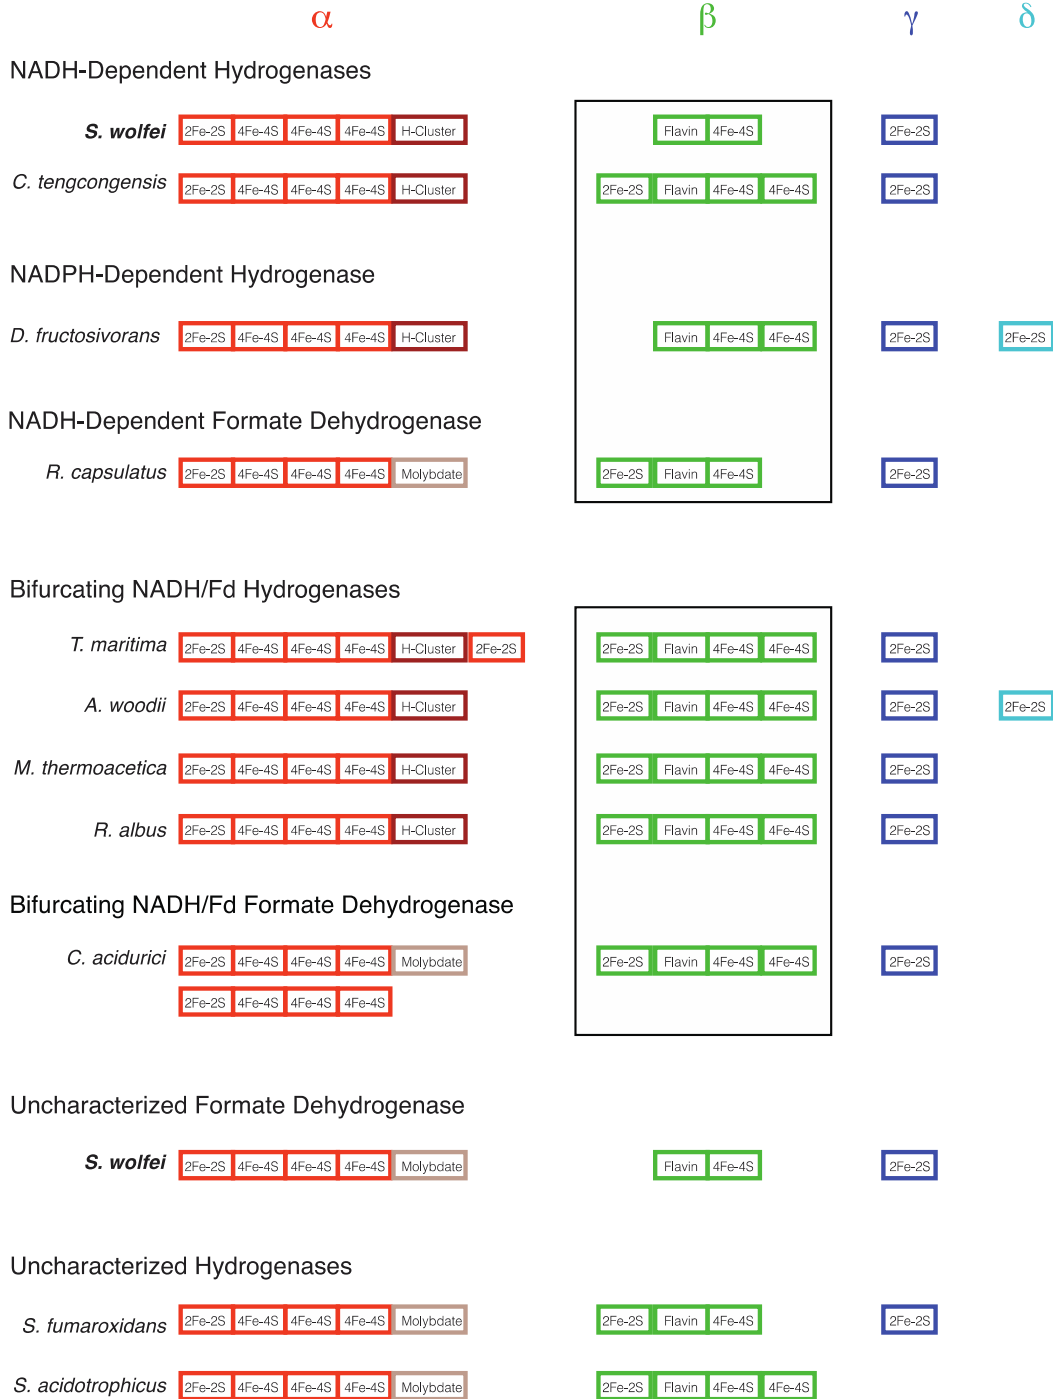 α β γ δ
NADH-Dependent Hydrogenases
S. wolfei 2Fe-2S 4Fe-4S 4Fe-4S 4Fe-4S H-Cluster Flavin 4Fe-4S 2Fe-2S
C. tengcongensis 2Fe-2S 4Fe-4S 4Fe-4S 4Fe-4S H-Cluster 2Fe-2S Flavin 4Fe-4S 4Fe-4S 2Fe-2S
NADPH-Dependent Hydrogenase
D. fructosivorans 2Fe-2S 4Fe-4S 4Fe-4S 4Fe-4S H-Cluster Flavin 4Fe-4S 4Fe-4S 2Fe-2S 2Fe-2S
NADH-Dependent Formate Dehydrogenase
R. capsulatus 2Fe-2S 4Fe-4S 4Fe-4S 4Fe-4S Molybdate 2Fe-2S Flavin 4Fe-4S 2Fe-2S
Bifurcating NADH/Fd Hydrogenases
T. maritima 2Fe-2S 4Fe-4S 4Fe-4S 4Fe-4S H-Cluster 2Fe-2S 2Fe-2S Flavin 4Fe-4S 4Fe-4S 2Fe-2S
A. woodii 2Fe-2S 4Fe-4S 4Fe-4S 4Fe-4S H-Cluster 2Fe-2S Flavin 4Fe-4S 4Fe-4S 2Fe-2S 2Fe-2S
M. thermoacetica 2Fe-2S 4Fe-4S 4Fe-4S 4Fe-4S H-Cluster 2Fe-2S Flavin 4Fe-4S 4Fe-4S 2Fe-2S
R. albus 2Fe-2S 4Fe-4S 4Fe-4S 4Fe-4S H-Cluster 2Fe-2S Flavin 4Fe-4S 4Fe-4S 2Fe-2S
Bifurcating NADH/Fd Formate Dehydrogenase
C. acidurici 2Fe-2S 4Fe-4S 4Fe-4S 4Fe-4S Molybdate 2Fe-2S Flavin 4Fe-4S 4Fe-4S 2Fe-2S
2Fe-2S 4Fe-4S 4Fe-4S 4Fe-4S
Uncharacterized Formate Dehydrogenase
S. wolfei 2Fe-2S 4Fe-4S 4Fe-4S 4Fe-4S Molybdate Flavin 4Fe-4S 2Fe-2S
Uncharacterized Hydrogenases
S. fumaroxidans 2Fe-2S 4Fe-4S 4Fe-4S 4Fe-4S Molybdate 2Fe-2S Flavin 4Fe-4S 2Fe-2S
S. acidotrophicus 2Fe-2S 4Fe-4S 4Fe-4S 4Fe-4S Molybdate 2Fe-2S Flavin 4Fe-4S 4Fe-4S